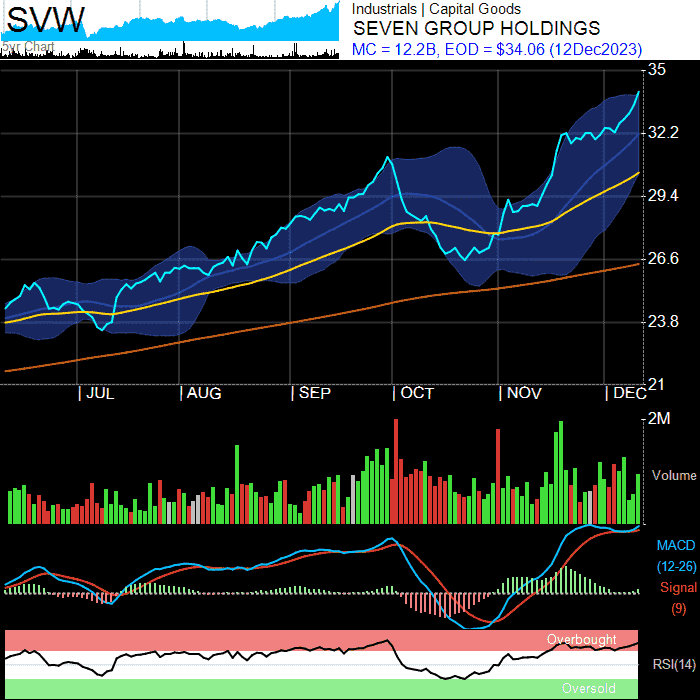 SVW
5yr Chart
Industrials | Capital Goods
SEVEN GROUP HOLDINGS
MC = 12.2B, EOD = $34.06 (12Dec2023)
35
32.2
29.4
26.6
23.8
21
| JUL | AUG | SEP | OCT | NOV | DEC
2M
Volume
MACD
(12-26)
Signal
(9)
Overbought
RSI(14)
Oversold